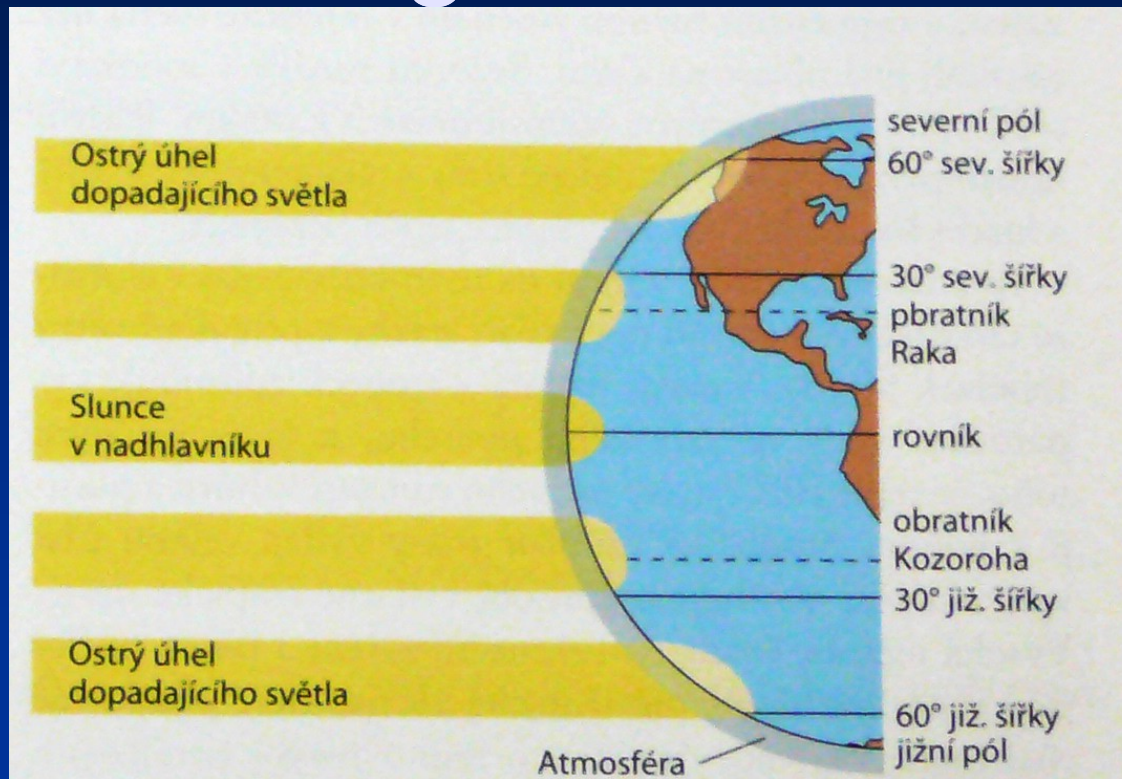 Ostrý úhel
dopadajícího světla
Slunce
v nadhlavníku
Ostrý úhel
dopadajícího světla
severní pól
60° sev. šířky
30° sev. šířky
pbratník
Raka
rovník
obratník
Kozoroha
30° již. šířky
60° již. šířky
jižní pól
Atmosféra